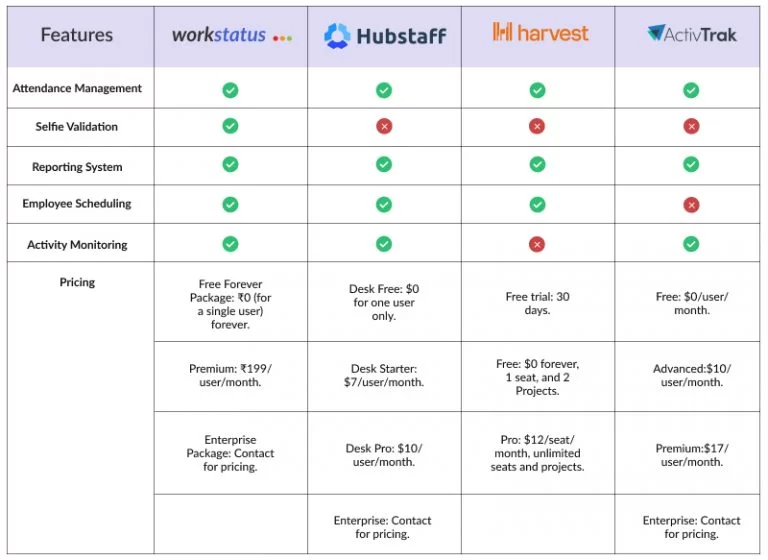 Features
workstatus
Hubstaff
harvest
ActivTrak
Attendance Management
Selfie Validation
Reporting System
Employee Scheduling
Activity Monitoring
Pricing
Free Forever
Package: ₹0 (for
a single user)
forever.
Desk Free: $0
for one user
only.
Free trial: 30
days.
Free: $0/user/
month.
Premium: ₹199/
user/month.
Desk Starter:
$7/user/month.
Free: $0 forever,
1 seat, and 2
Projects.
Advanced:$10/
user/month.
Enterprise
Package: Contact
for pricing.
Desk Pro: $10/
user/month.
Pro: $12/seat/
month, unlimited
seats and projects.
Premium:$17/
user/month.
Enterprise: Contact
for pricing.
Enterprise: Contact
for pricing.